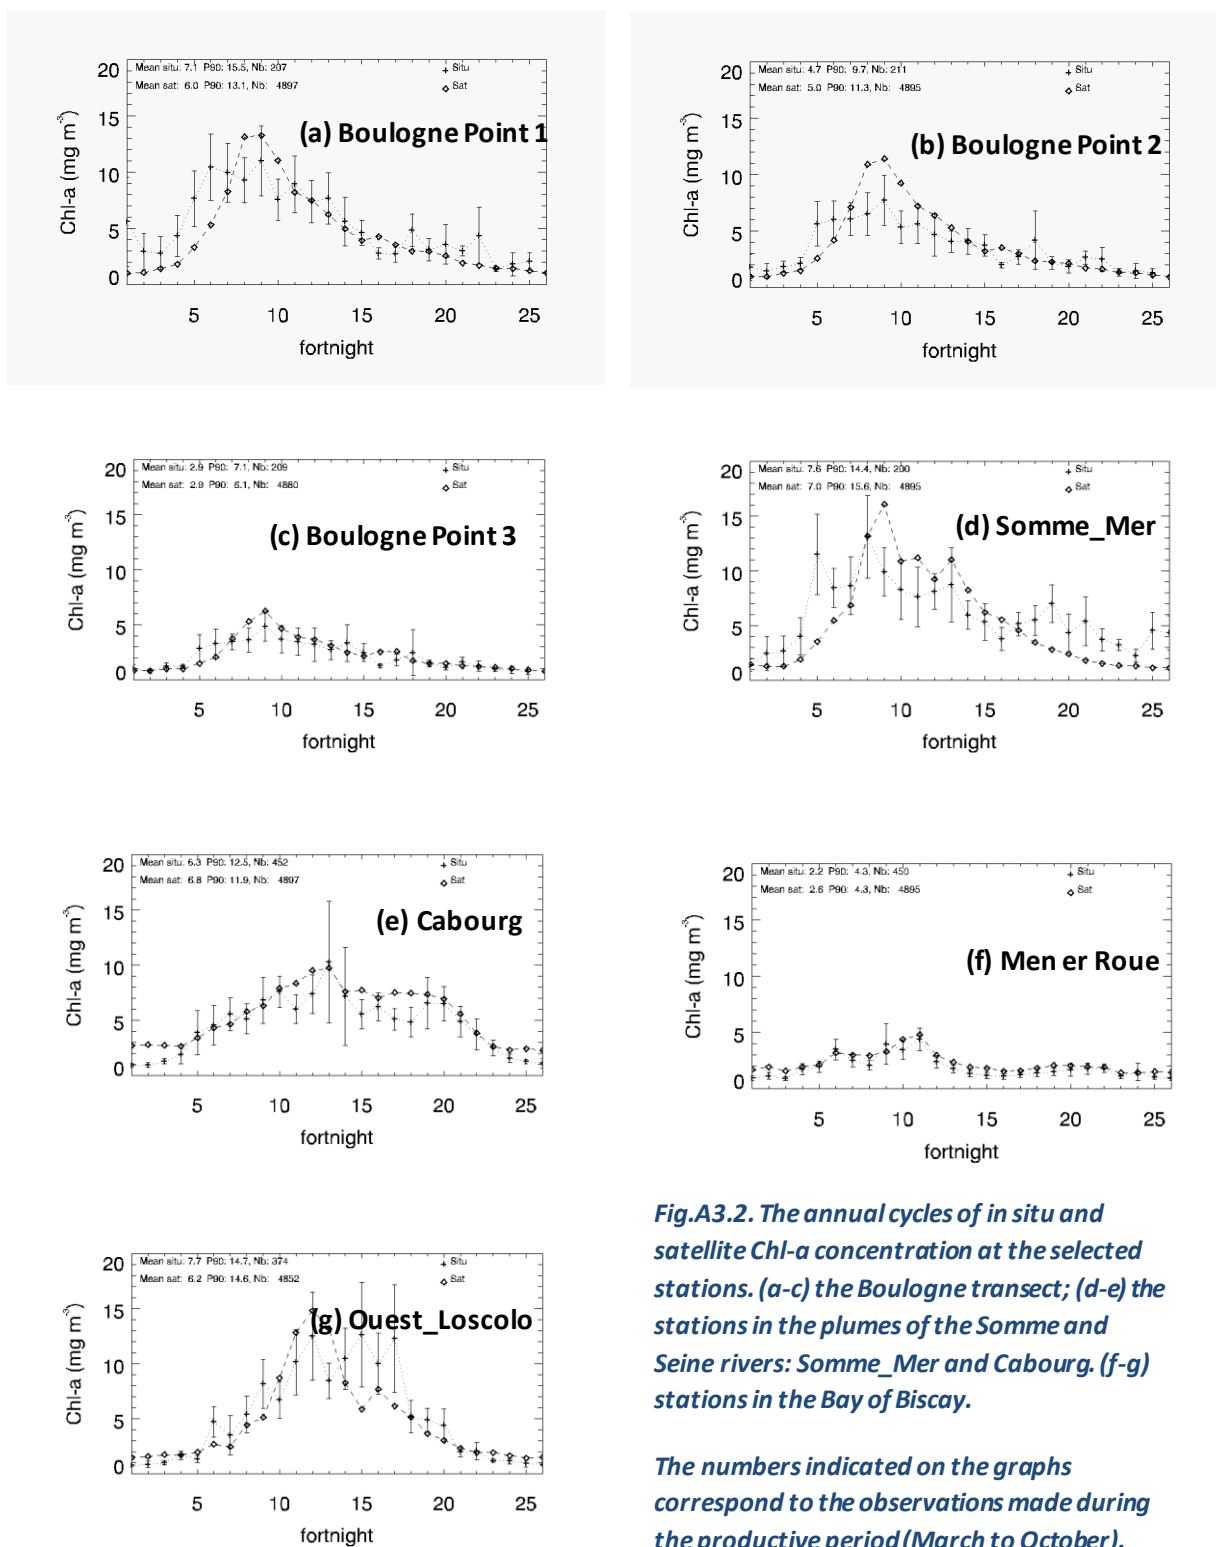 Mean situ: 7.1 P90: 15.5, Nb: 207
Mean sat: 6.0 P90: 13.1, Nb: 4897
Situ
Sat
(a) Boulogne Point 1
20
15
10
5
0
Chl-a (mg m⁻³)
5 10 15 20 25
fortnight
Mean situ: 4.7 P90: 9.7, Nb: 211
Mean sat: 5.0 P90: 11.3, Nb: 4895
Situ
Sat
(b) Boulogne Point 2
20
15
10
5
0
Chl-a (mg m⁻³)
5 10 15 20 25
fortnight
Mean situ: 2.9 P90: 7.1, Nb: 209
Mean sat: 2.9 P90: 6.1, Nb: 4880
Situ
Sat
(c) Boulogne Point 3
20
15
10
5
0
Chl-a (mg m⁻³)
5 10 15 20 25
fortnight
Mean situ: 7.6 P90: 14.4, Nb: 200
Mean sat: 7.0 P90: 15.6, Nb: 4895
Situ
Sat
(d) Somme_Mer
20
15
10
5
0
Chl-a (mg m⁻³)
5 10 15 20 25
fortnight
Mean situ: 6.3 P90: 12.5, Nb: 452
Mean sat: 6.8 P90: 11.9, Nb: 4897
Situ
Sat
(e) Cabourg
20
15
10
5
0
Chl-a (mg m⁻³)
5 10 15 20 25
fortnight
Mean situ: 2.2 P90: 4.3, Nb: 450
Mean sat: 2.6 P90: 4.3, Nb: 4895
Situ
Sat
(f) Men er Roue
20
15
10
5
0
Chl-a (mg m⁻³)
5 10 15 20 25
fortnight
Mean situ: 7.7 P90: 14.7, Nb: 374
Mean sat: 6.2 P90: 14.6, Nb: 4852
Situ
Sat
(g) Ouest_Loscolo
20
15
10
5
0
Chl-a (mg m⁻³)
5 10 15 20 25
fortnight
Fig.A3.2. The annual cycles of in situ and
satellite Chl-a concentration at the selected
stations. (a-c) the Boulogne transect; (d-e) the
stations in the plumes of the Somme and
Seine rivers: Somme_Mer and Cabourg. (f-g)
stations in the Bay of Biscay.
The numbers indicated on the graphs
correspond to the observations made during
the productive period (March to October).